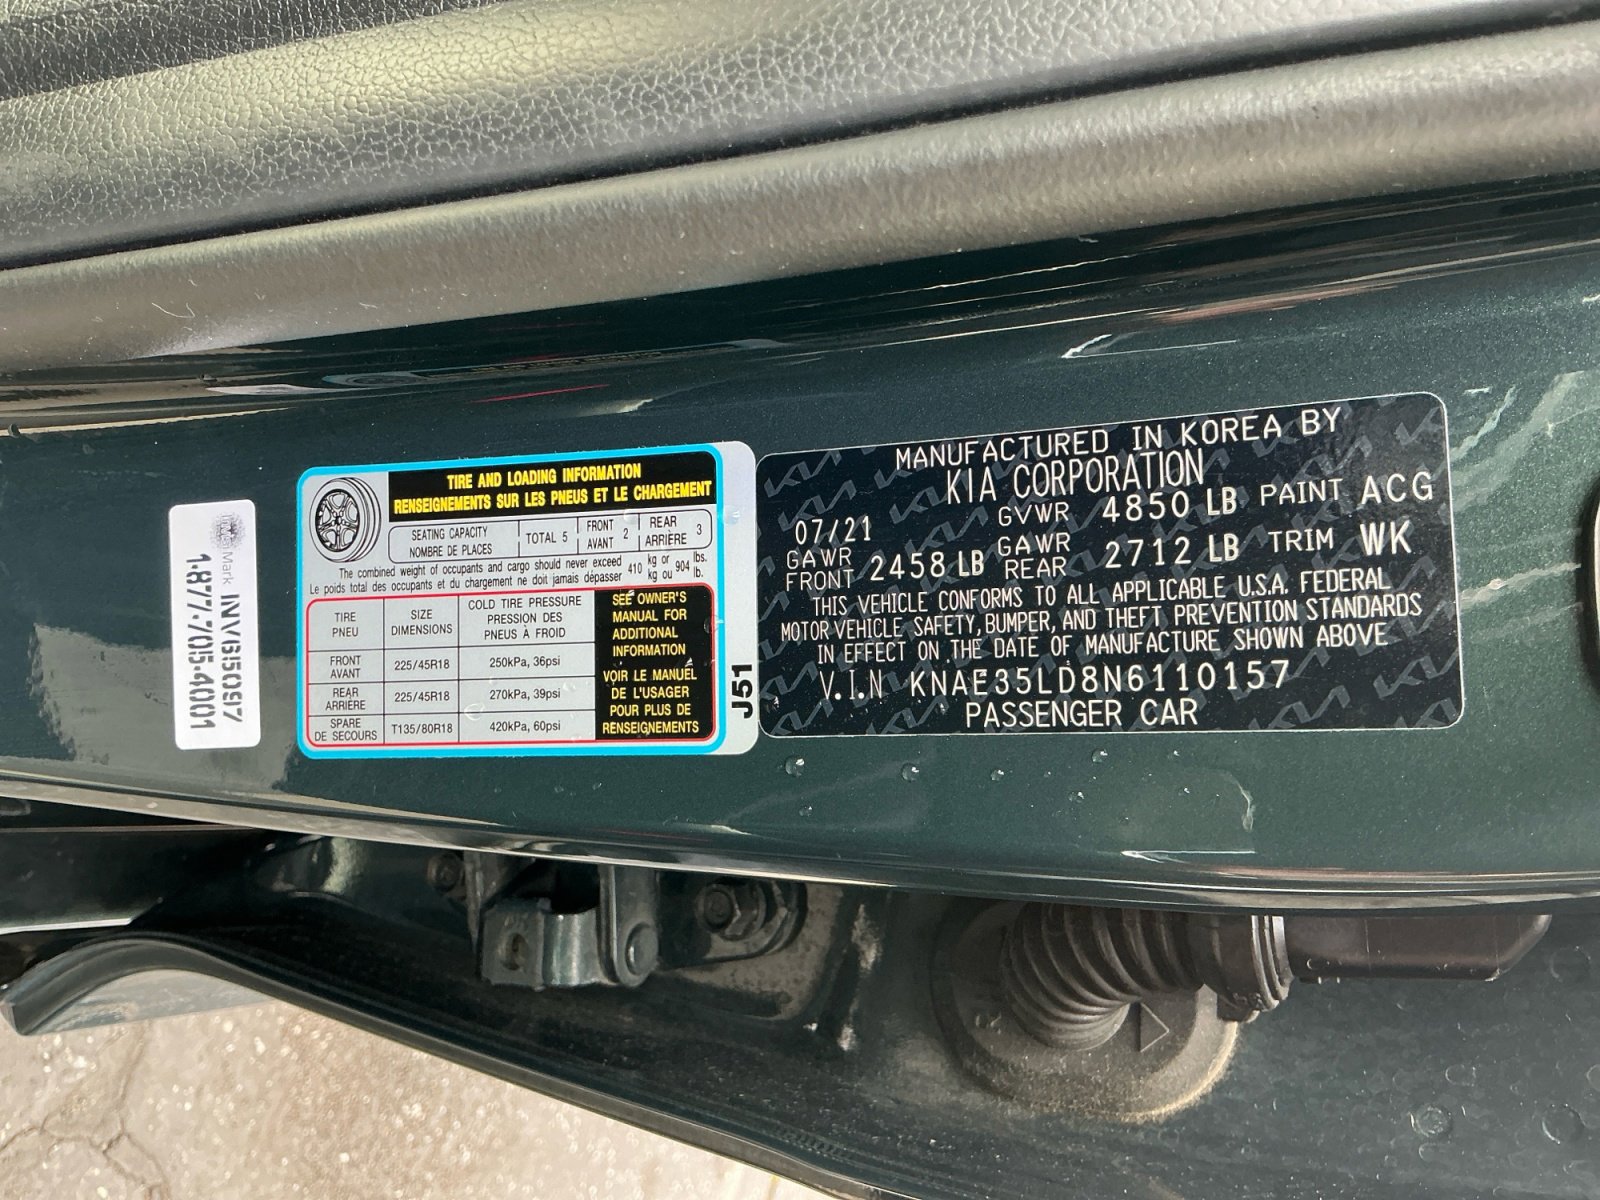 Mark. INV65097
1-877-705-4001
TIRE AND LOADING INFORMATION
RENSEIGNEMENTS SUR LES PNEUS ET LE CHARGEMENT
SEATING CAPACITY
NOMBRE DE PLACES
TOTAL 5
FRONT
AVANT
2
REAR
ARRIÈRE
3
The combined weight of occupants and cargo should never exceed 410 kg or 904 lbs.
Le poids total des occupants et du chargement ne doit jamais dépasser kg ou lb.
TIRE
PNEU
SIZE
DIMENSIONS
COLD TIRE PRESSURE
PRESSION DES
PNEUS À FROID
FRONT
AVANT
225/45R18
250kPa, 36psi
REAR
ARRIÈRE
225/45R18
270kPa, 39psi
SPARE
DE SECOURS
T135/80R18
420kPa, 60psi
SEE OWNER'S
MANUAL FOR
ADDITIONAL
INFORMATION
VOIR LE MANUEL
DE L'USAGER
POUR PLUS DE
RENSEIGNEMENTS
J51
MANUFACTURED IN KOREA BY
KIA CORPORATION
07/21 GVWR 4850 LB PAINT ACG
GAWR FRONT 2458 LB GAWR REAR 2712 LB TRIM WK
THIS VEHICLE CONFORMS TO ALL APPLICABLE U.S.A. FEDERAL
MOTOR VEHICLE SAFETY, BUMPER, AND THEFT PREVENTION STANDARDS
IN EFFECT ON THE DATE OF MANUFACTURE SHOWN ABOVE
V.I.N KNAE35LD8N6110157
PASSENGER CAR
R